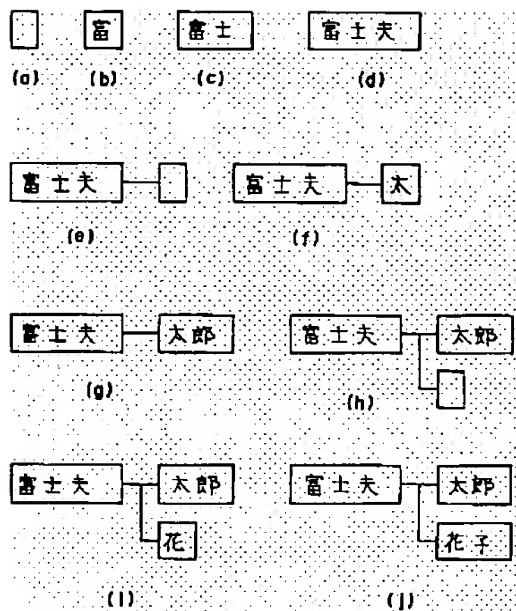 富 富士 富士夫
(a) (b) (c) (d)
富士夫 富士夫 太
(e) (f)
富士夫 太郎 富士夫 太郎
(g) (h)
富士夫 太郎 富士夫 太郎
花 花子
(i) (j)